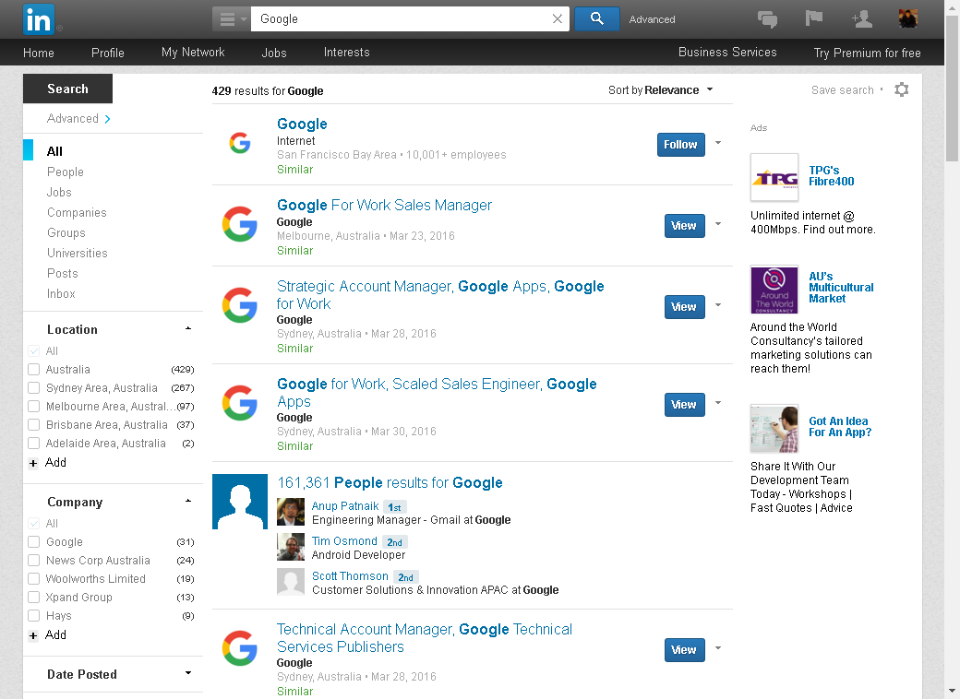 in
Google
Advanced
Home
Profile
My Network
Jobs
Interests
Business Services
Try Premium for free
Search
Advanced
All
People
Jobs
Companies
Groups
Universities
Posts
Inbox
Location
All
Australia (429)
Sydney Area, Australia (267)
Melbourne Area, Austral... (97)
Brisbane Area, Australia (37)
Adelaide Area, Australia (2)
+ Add
Company
All
Google (31)
News Corp Australia (24)
Woolworths Limited (19)
Xpand Group (13)
Hays (9)
+ Add
Date Posted
429 results for Google
Sort by Relevance
Google
Internet
San Francisco Bay Area • 10,001+ employees
Similar
Follow
Google For Work Sales Manager
Google
Melbourne, Australia • Mar 23, 2016
Similar
View
Strategic Account Manager, Google Apps, Google
for Work
Google
Sydney, Australia • Mar 28, 2016
Similar
View
Google for Work, Scaled Sales Engineer, Google
Apps
Google
Sydney, Australia • Mar 30, 2016
Similar
View
161,361 People results for Google
Anup Patnaik 1st
Engineering Manager - Gmail at Google
Tim Osmond 2nd
Android Developer
Scott Thomson 2nd
Customer Solutions & Innovation APAC at Google
Technical Account Manager, Google Technical
Services Publishers
Google
Sydney, Australia • Mar 28, 2016
Similar
View
Save search •
Ads
TPG
TPG's
Fibre400
Unlimited internet @
400Mbps. Find out more.
Around
The World
CONSULTANCY
AU's
Multicultural
Market
Around the World
Consultancy's tailored
marketing solutions can
reach them!
Got An Idea
For An App?
Share It With Our
Development Team
Today - Workshops |
Fast Quotes | Advice